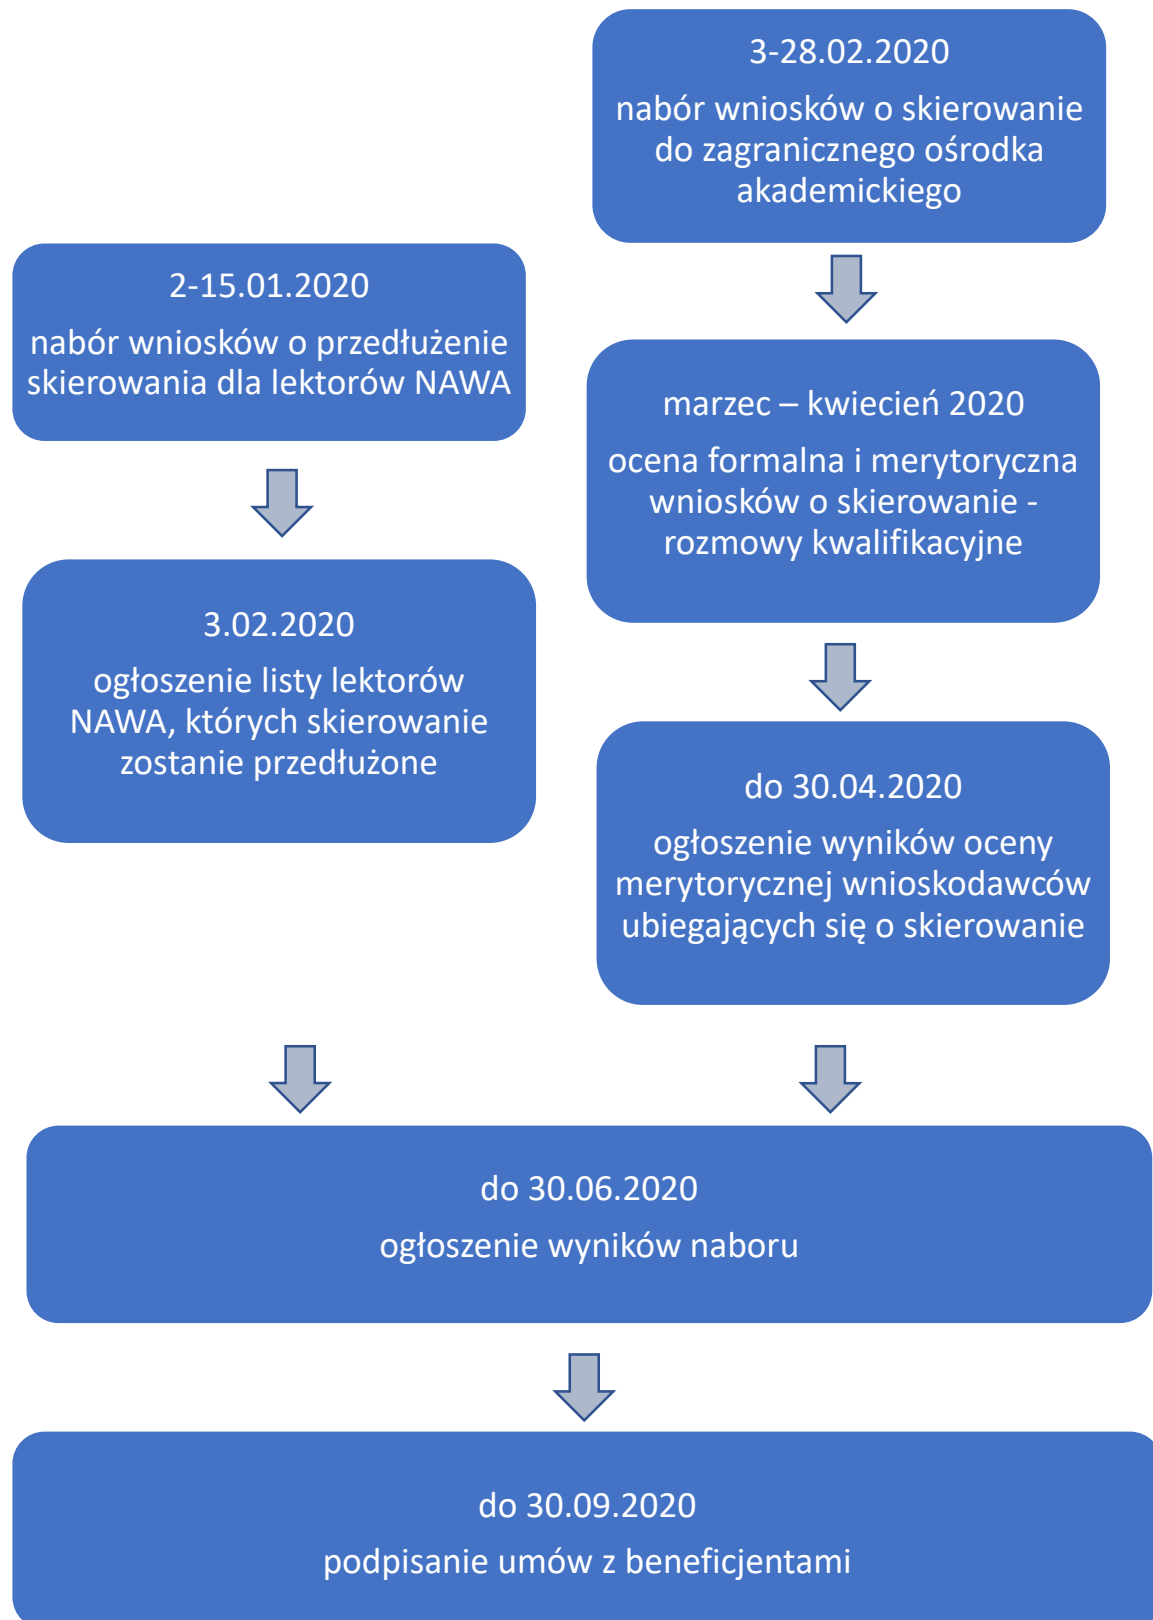 3-28.02.2020
nabór wniosków o skierowanie
do zagranicznego ośrodka
akademickiego
2-15.01.2020
nabór wniosków o przedłużenie
skierowania dla lektorów NAWA
marzec – kwiecień 2020
ocena formalna i merytoryczna
wniosków o skierowanie -
rozmowy kwalifikacyjne
3.02.2020
ogłoszenie listy lektorów
NAWA, których skierowanie
zostanie przedłużone
do 30.04.2020
ogłoszenie wyników oceny
merytorycznej wnioskodawców
ubiegających się o skierowanie
do 30.06.2020
ogłoszenie wyników naboru
do 30.09.2020
podpisanie umów z beneficjentami